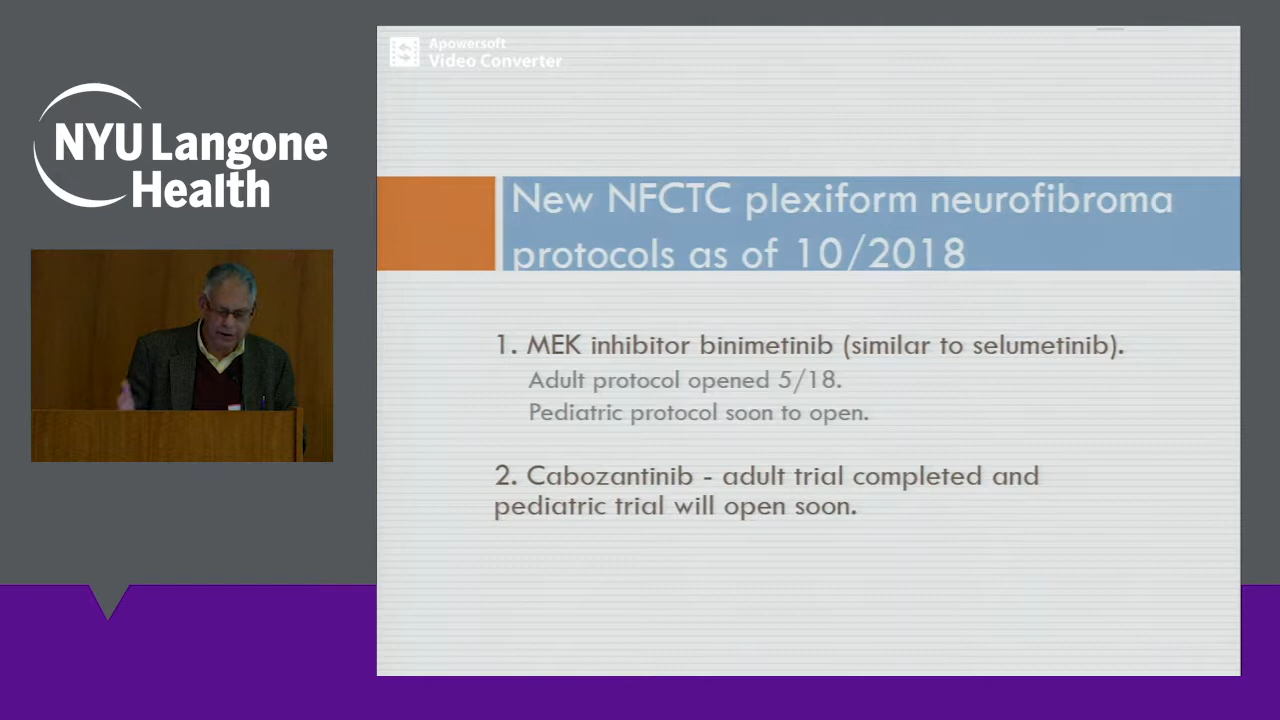 Apowersoft
Video Converter
NYU Langone
Health
New NFCTC plexiform neurofibroma
protocols as of 10/2018
1. MEK inhibitor binimetinib (similar to selumetinib).
Adult protocol opened 5/18.
Pediatric protocol soon to open.
2. Cabozantinib - adult trial completed and
pediatric trial will open soon.